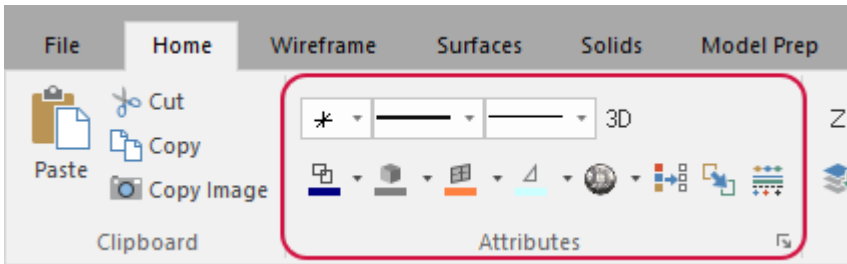 File Home Wireframe Surfaces Solids Model Prep
Cut
3D
Z
Copy
Paste
Copy Image
Clipboard Attributes